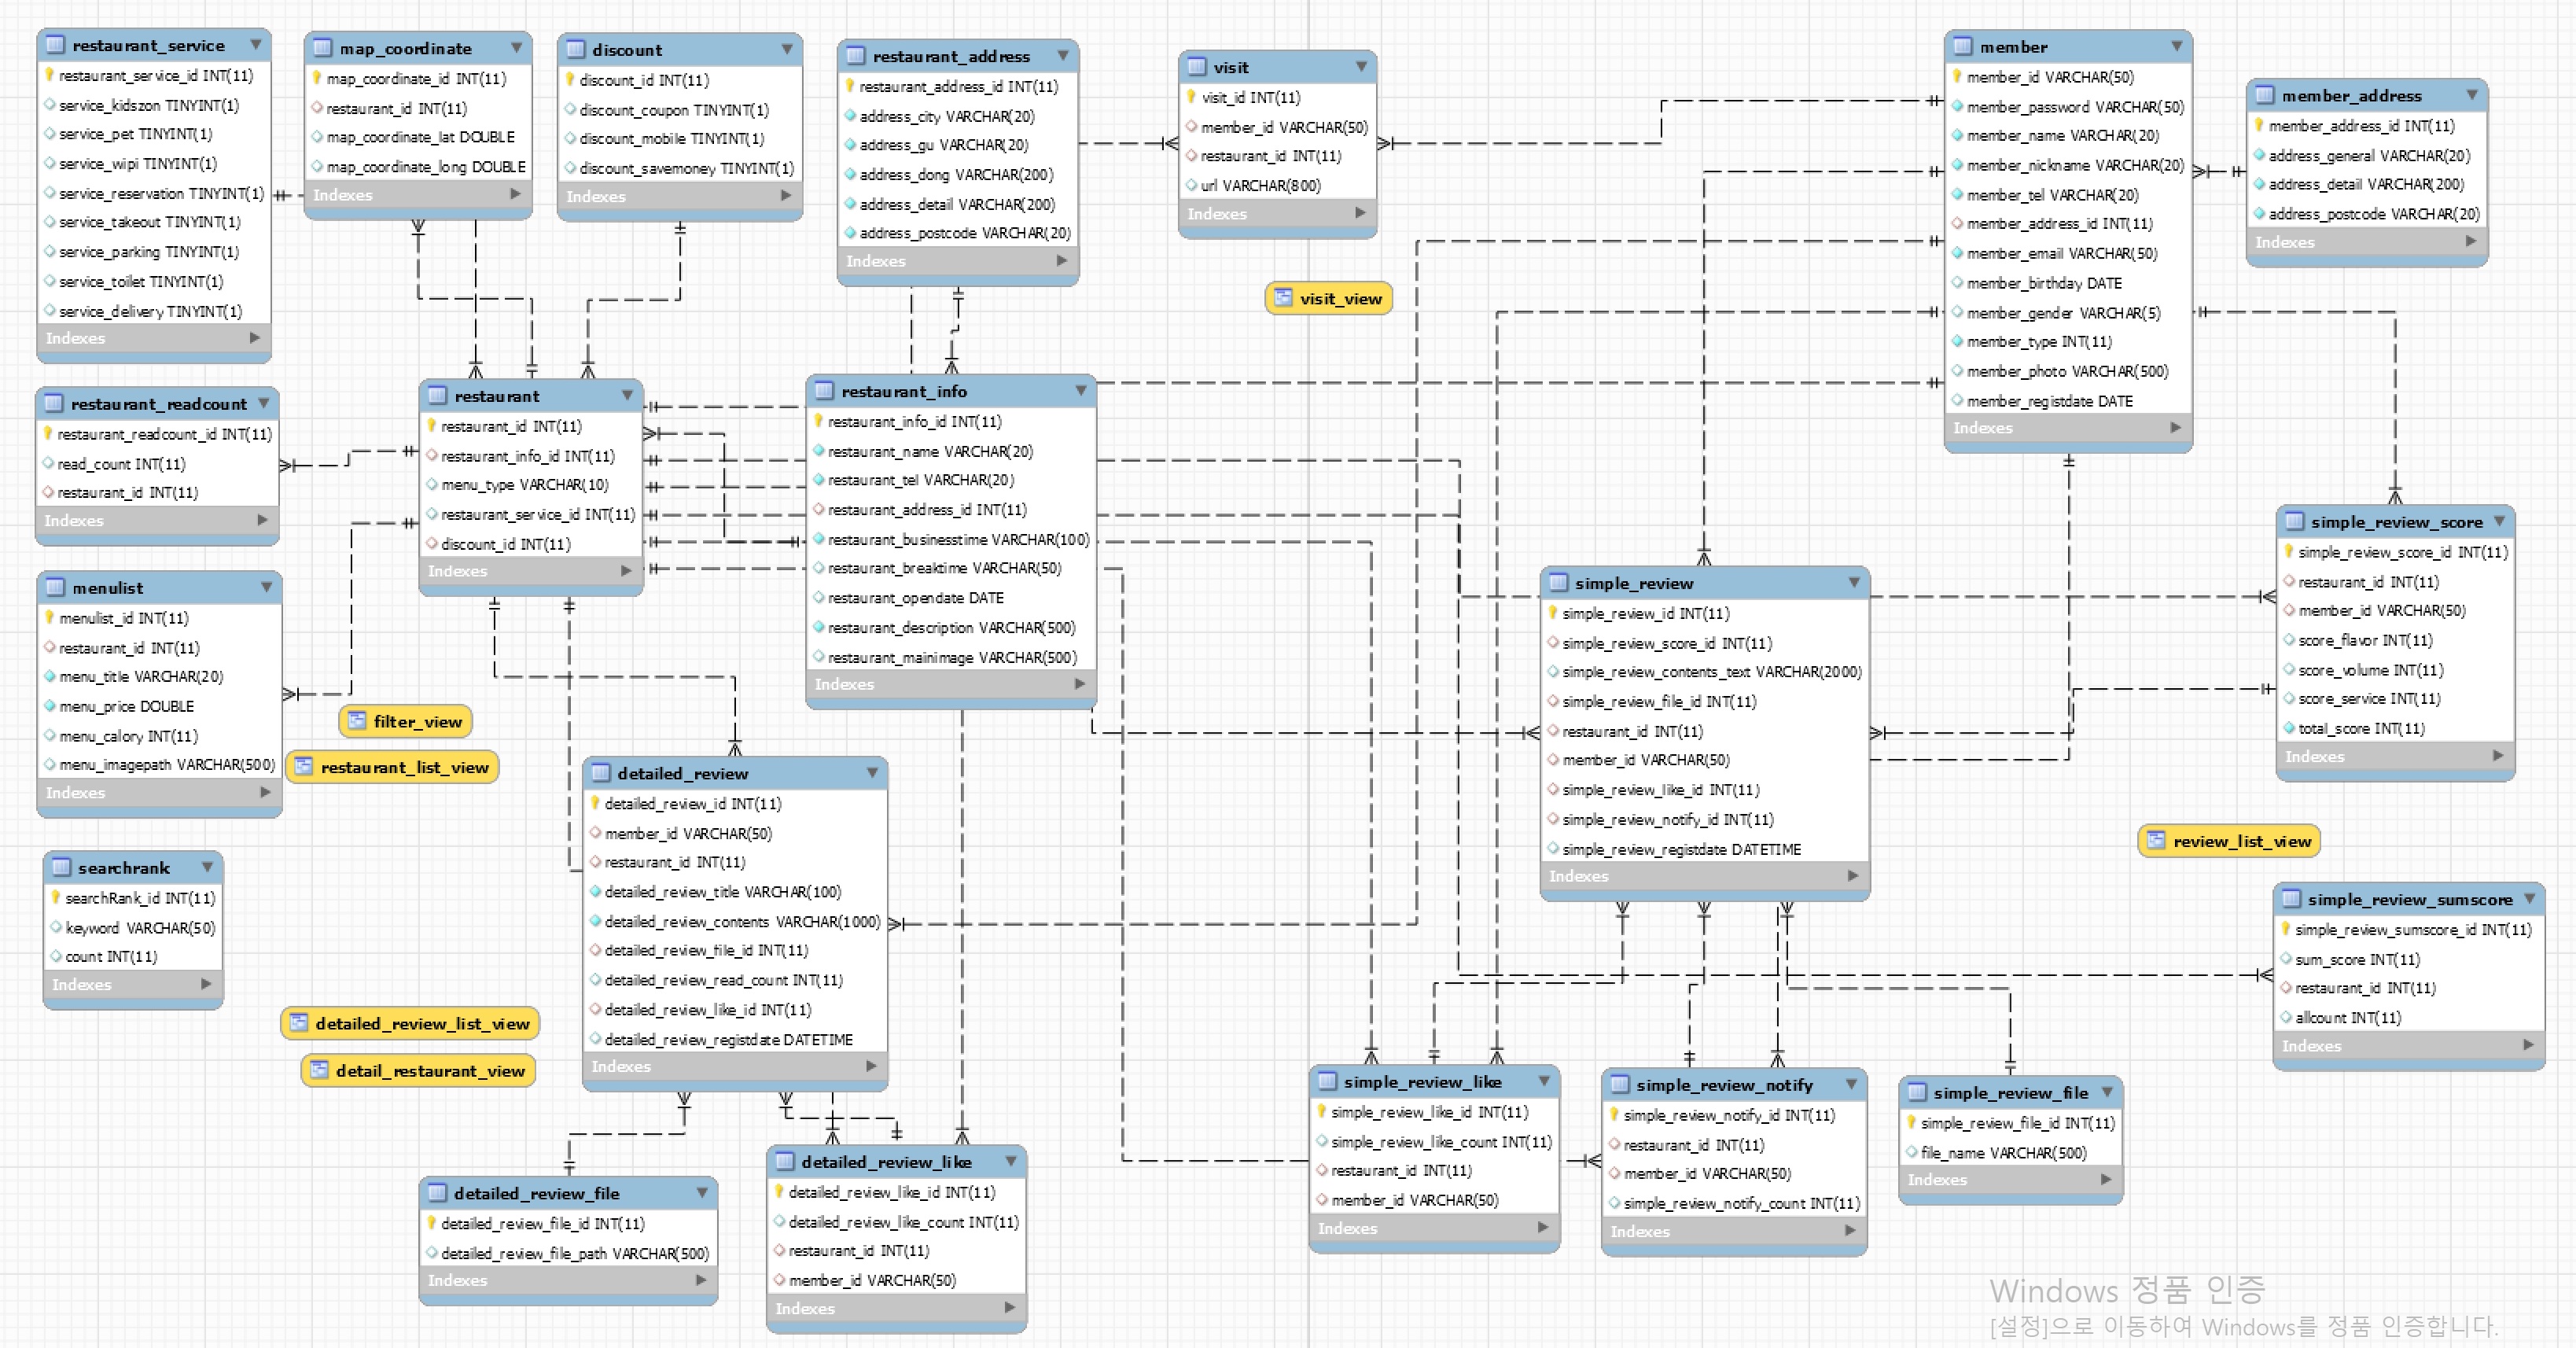 restaurant_service
restaurant_service_id INT(11)
service_kidszon TINYINT(1)
service_pet TINYINT(1)
service_wipi TINYINT(1)
service_reservation TINYINT(1)
service_takeout TINYINT(1)
service_parking TINYINT(1)
service_toilet TINYINT(1)
service_delivery TINYINT(1)
Indexes
map_coordinate
map_coordinate_id INT(11)
restaurant_id INT(11)
map_coordinate_lat DOUBLE
map_coordinate_long DOUBLE
Indexes
discount
discount_id INT(11)
discount_coupon TINYINT(1)
discount_mobile TINYINT(1)
discount_savemoney TINYINT(1)
Indexes
restaurant_address
restaurant_address_id INT(11)
address_city VARCHAR(20)
address_gu VARCHAR(20)
address_dong VARCHAR(200)
address_detail VARCHAR(200)
address_postcode VARCHAR(20)
Indexes
visit
visit_id INT(11)
member_id VARCHAR(50)
restaurant_id INT(11)
url VARCHAR(800)
Indexes
visit_view
member
member_id VARCHAR(50)
member_password VARCHAR(50)
member_name VARCHAR(20)
member_nickname VARCHAR(20)
member_tel VARCHAR(20)
member_address_id INT(11)
member_email VARCHAR(50)
member_birthday DATE
member_gender VARCHAR(5)
member_type INT(11)
member_photo VARCHAR(500)
member_registdate DATE
Indexes
member_address
member_address_id INT(11)
address_general VARCHAR(20)
address_detail VARCHAR(200)
address_postcode VARCHAR(20)
Indexes
restaurant_readcount
restaurant_readcount_id INT(11)
read_count INT(11)
restaurant_id INT(11)
Indexes
restaurant
restaurant_id INT(11)
restaurant_info_id INT(11)
menu_type VARCHAR(10)
restaurant_service_id INT(11)
discount_id INT(11)
Indexes
restaurant_info
restaurant_info_id INT(11)
restaurant_name VARCHAR(20)
restaurant_tel VARCHAR(20)
restaurant_address_id INT(11)
restaurant_businesstime VARCHAR(100)
restaurant_breaktime VARCHAR(50)
restaurant_opendate DATE
restaurant_description VARCHAR(500)
restaurant_mainimage VARCHAR(500)
Indexes
menulist
menulist_id INT(11)
restaurant_id INT(11)
menu_title VARCHAR(20)
menu_price DOUBLE
menu_calory INT(11)
menu_imagepath VARCHAR(500)
Indexes
filter_view
restaurant_list_view
simple_review
simple_review_id INT(11)
simple_review_score_id INT(11)
simple_review_contents_text VARCHAR(2000)
simple_review_file_id INT(11)
restaurant_id INT(11)
member_id VARCHAR(50)
simple_review_like_id INT(11)
simple_review_notify_id INT(11)
simple_review_registdate DATETIME
Indexes
simple_review_score
simple_review_score_id INT(11)
restaurant_id INT(11)
member_id VARCHAR(50)
score_flavor INT(11)
score_volume INT(11)
score_service INT(11)
total_score INT(11)
Indexes
review_list_view
searchrank
searchRank_id INT(11)
keyword VARCHAR(50)
count INT(11)
Indexes
detailed_review_list_view
detail_restaurant_view
detailed_review
detailed_review_id INT(11)
member_id VARCHAR(50)
restaurant_id INT(11)
detailed_review_title VARCHAR(100)
detailed_review_contents VARCHAR(1000)
detailed_review_file_id INT(11)
detailed_review_read_count INT(11)
detailed_review_like_id INT(11)
detailed_review_registdate DATETIME
Indexes
simple_review_sumscore
simple_review_sumscore_id INT(11)
sum_score INT(11)
restaurant_id INT(11)
allcount INT(11)
Indexes
detailed_review_file
detailed_review_file_id INT(11)
detailed_review_file_path VARCHAR(500)
Indexes
detailed_review_like
detailed_review_like_id INT(11)
detailed_review_like_count INT(11)
restaurant_id INT(11)
member_id VARCHAR(50)
Indexes
simple_review_like
simple_review_like_id INT(11)
simple_review_like_count INT(11)
restaurant_id INT(11)
member_id VARCHAR(50)
Indexes
simple_review_notify
simple_review_notify_id INT(11)
restaurant_id INT(11)
member_id VARCHAR(50)
simple_review_notify_count INT(11)
Indexes
simple_review_file
simple_review_file_id INT(11)
file_name VARCHAR(500)
Indexes
Windows 정품 인증
[설정]으로 이동하여 Windows를 정품 인증합니다.